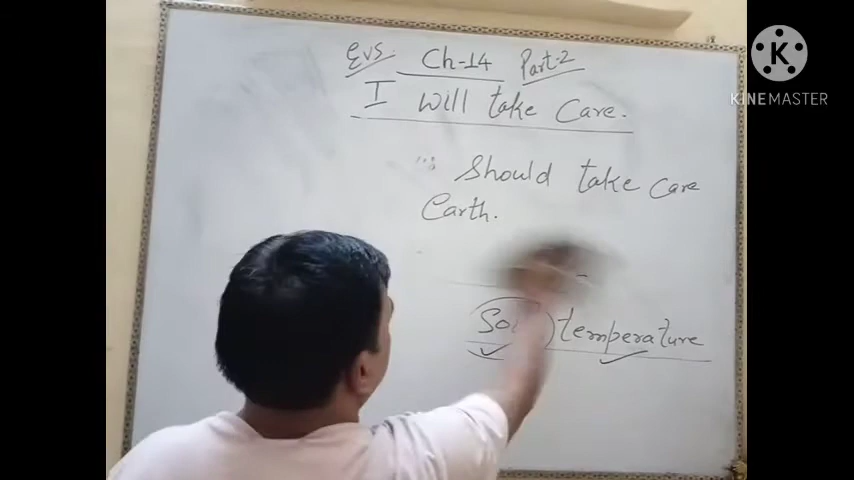 EVS. Ch-14 Part-2
I will take Care.
Should take Care
Earth.
temperature
KINEMASTER